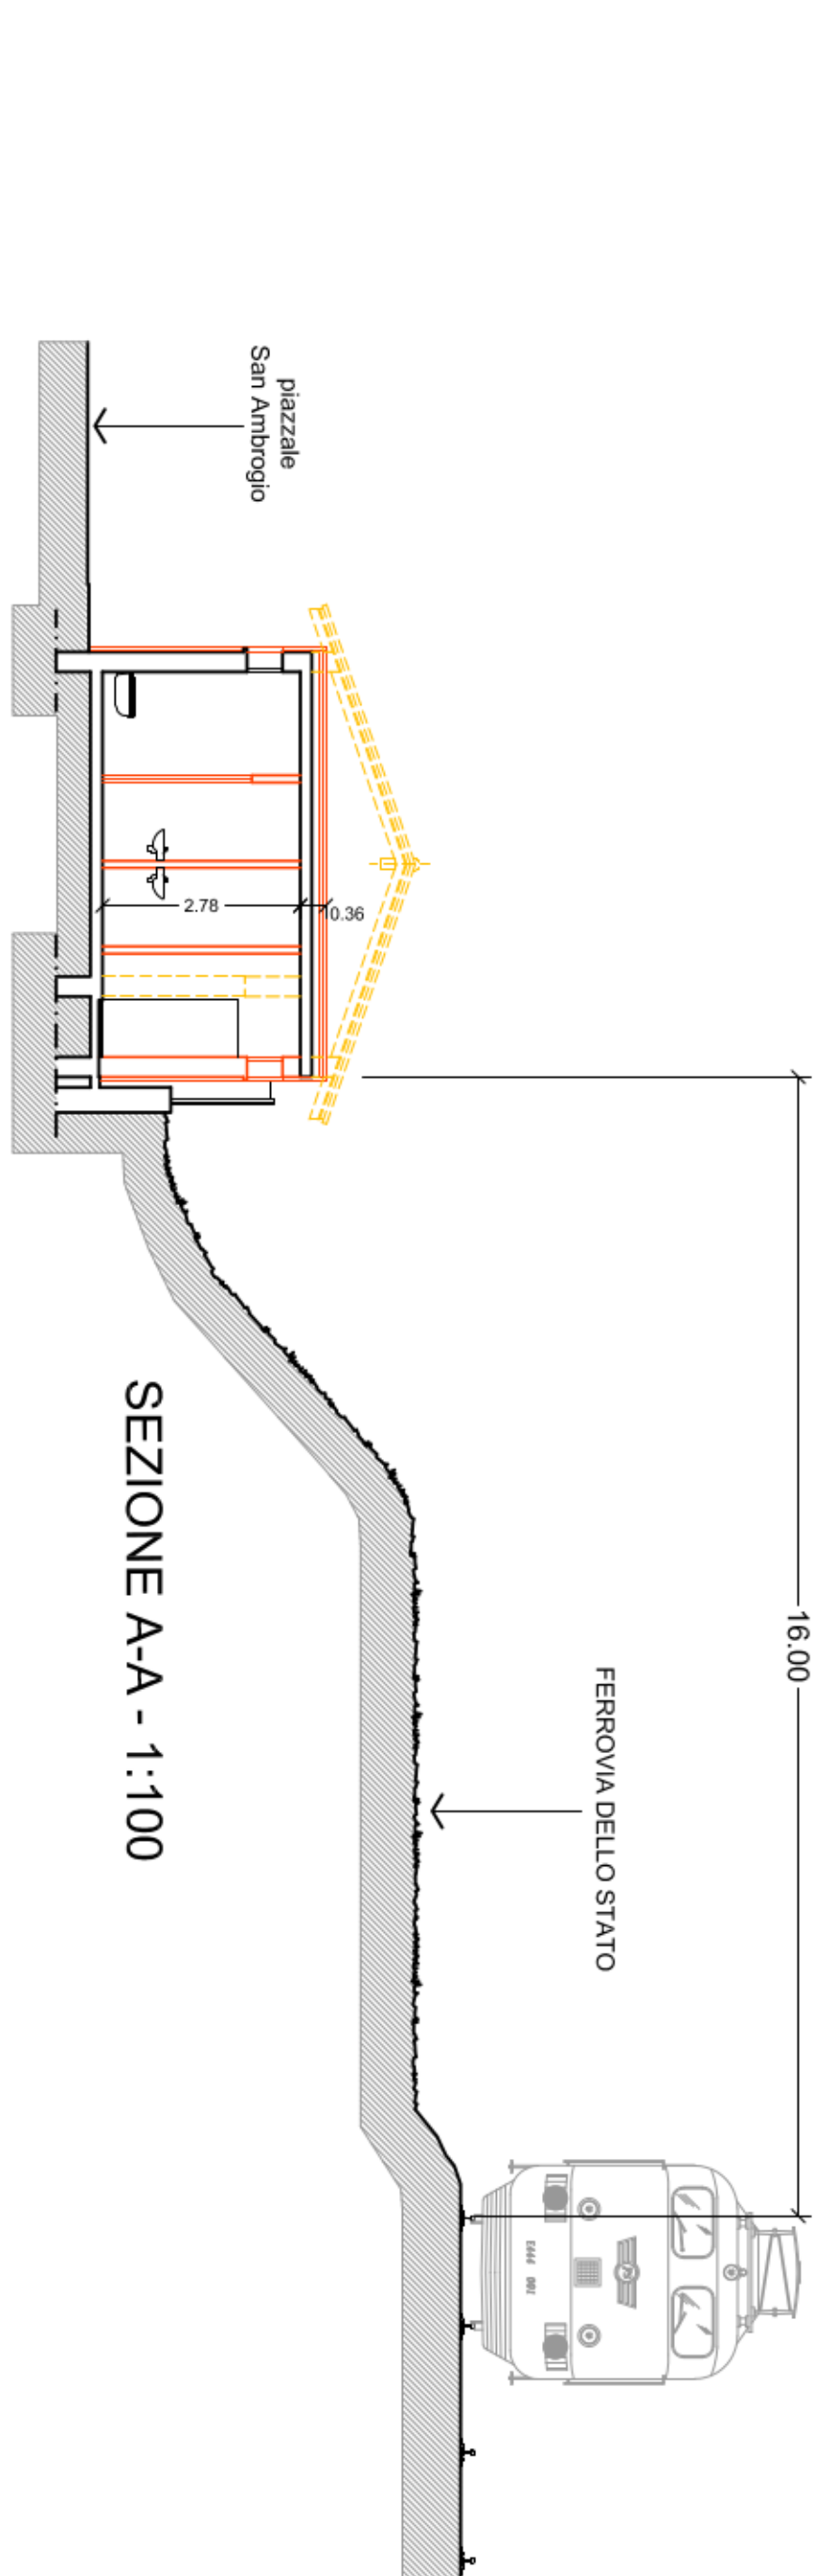 piazzale
San Ambrogio
2.78
0.36
16.00
FERROVIA DELLO STATO
SEZIONE A-A - 1:100